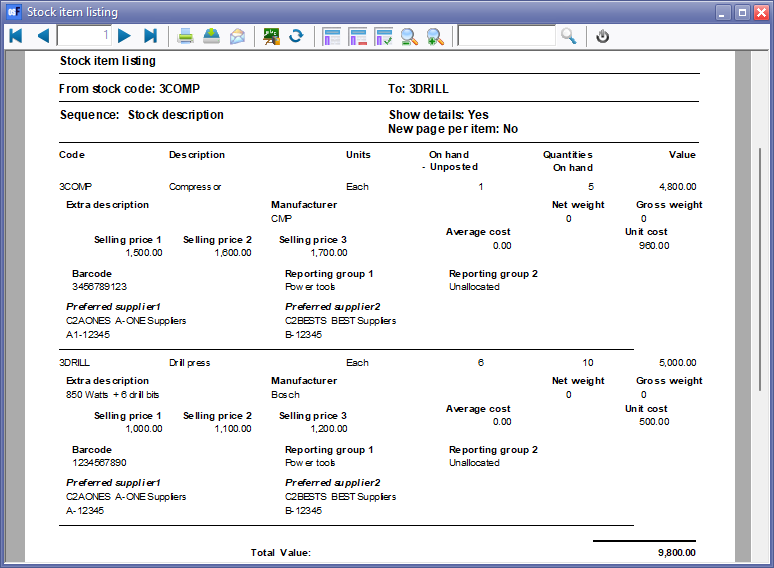 Stock item listing
1
Stock item listing
From stock code: 3COMP To: 3DRILL
Sequence: Stock description Show details: Yes
New page per item: No
Code Description Units On hand Quantities Value
- Unposted On hand
3COMP Compressor Each 1 5 4,800.00
Extra description Manufacturer Net weight Gross weight
CMP 0 0
Average cost Unit cost
Selling price 1 Selling price 2 Selling price 3 0.00 960.00
1,500.00 1,600.00 1,700.00
Barcode Reporting group 1 Reporting group 2
3456789123 Power tools Unallocated
Preferred supplier1 Preferred supplier2
C2AONES A-ONE Suppliers C2BESTS BEST Suppliers
A1-12345 B-12345
3DRILL Drill press Each 6 10 5,000.00
Extra description Manufacturer Net weight Gross weight
850 Watts + 6 drill bits Bosch 0 0
Average cost Unit cost
Selling price 1 Selling price 2 Selling price 3 0.00 500.00
1,000.00 1,100.00 1,200.00
Barcode Reporting group 1 Reporting group 2
1234567890 Power tools Unallocated
Preferred supplier1 Preferred supplier2
C2AONES A-ONE Suppliers C2BESTS BEST Suppliers
A-12345 B-12345
Total Value: 9,800.00